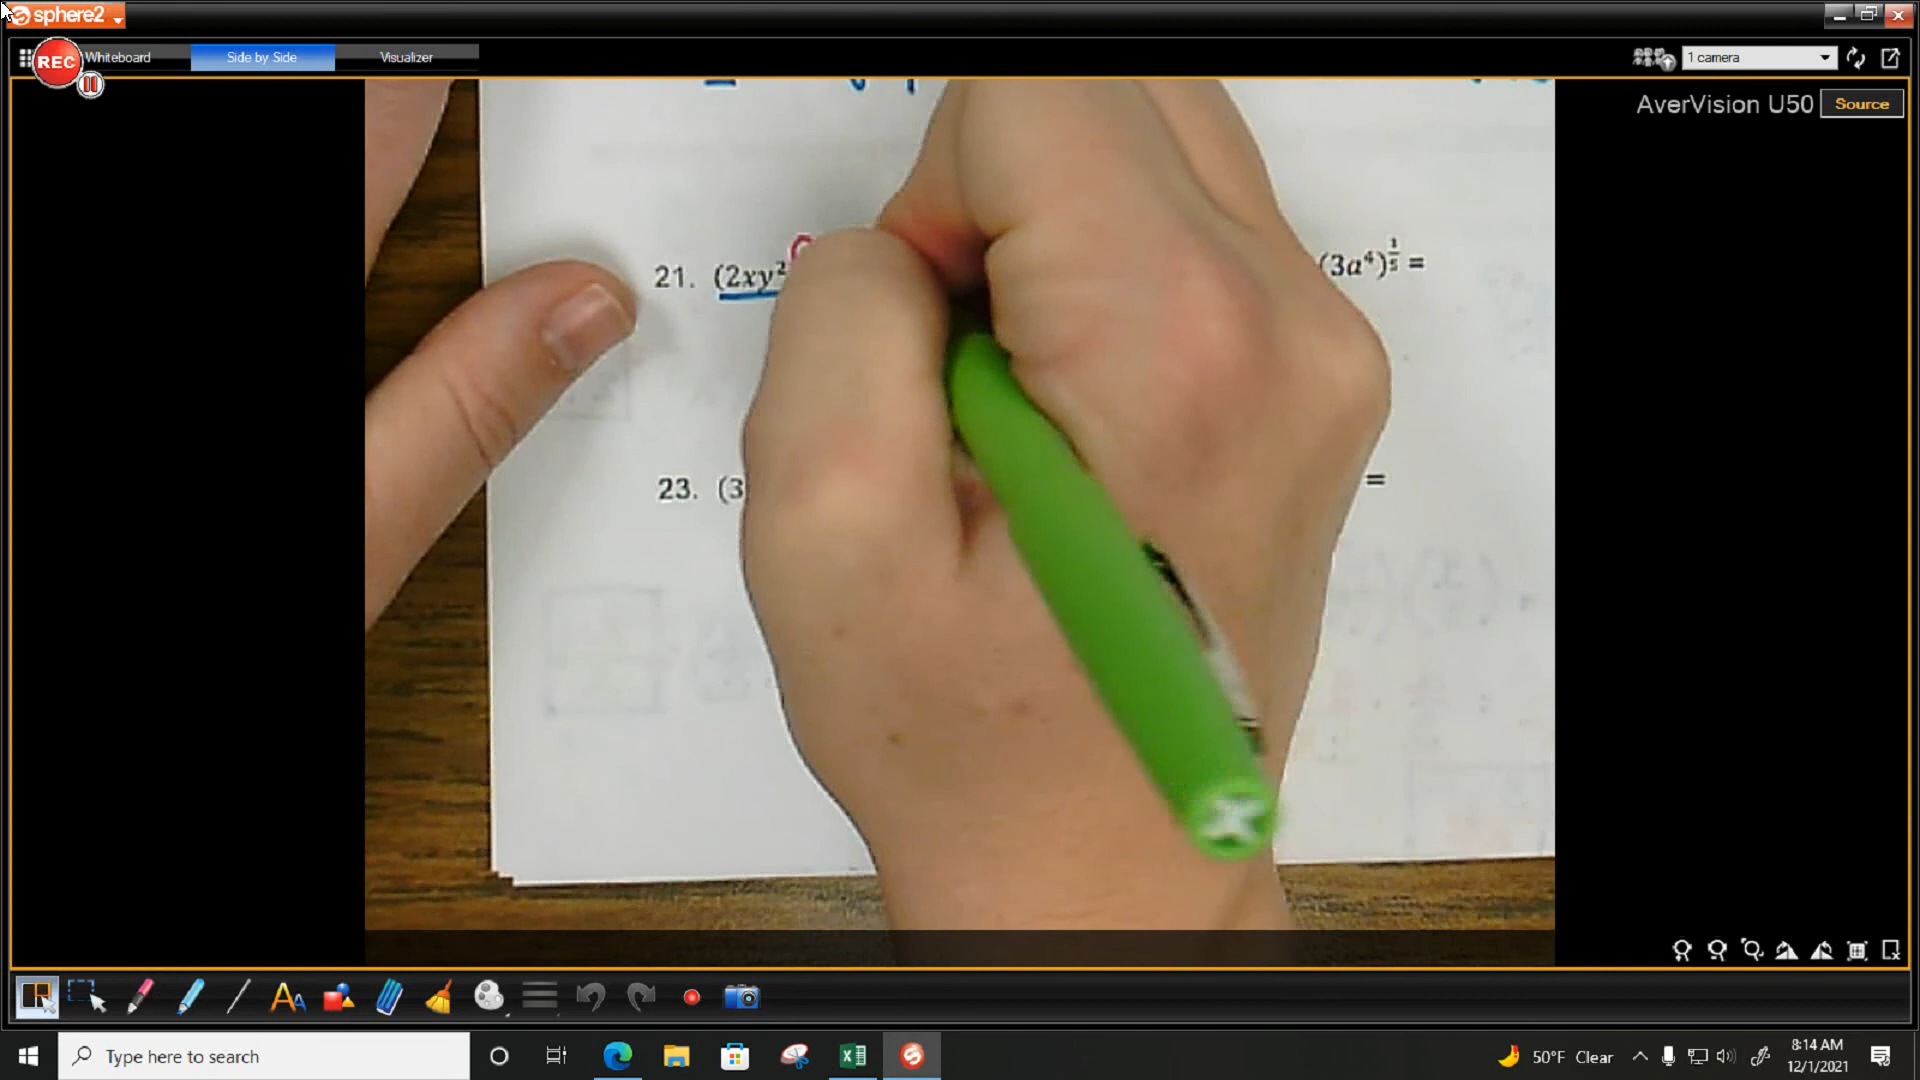 sphere2
REC
Whiteboard
Side by Side
Visualizer
1 camera
AverVision U50
Source
21. (2xy²
(3a⁴)^{1/5} =
23. (3
=
Type here to search
50°F Clear
8:14 AM
12/1/2021